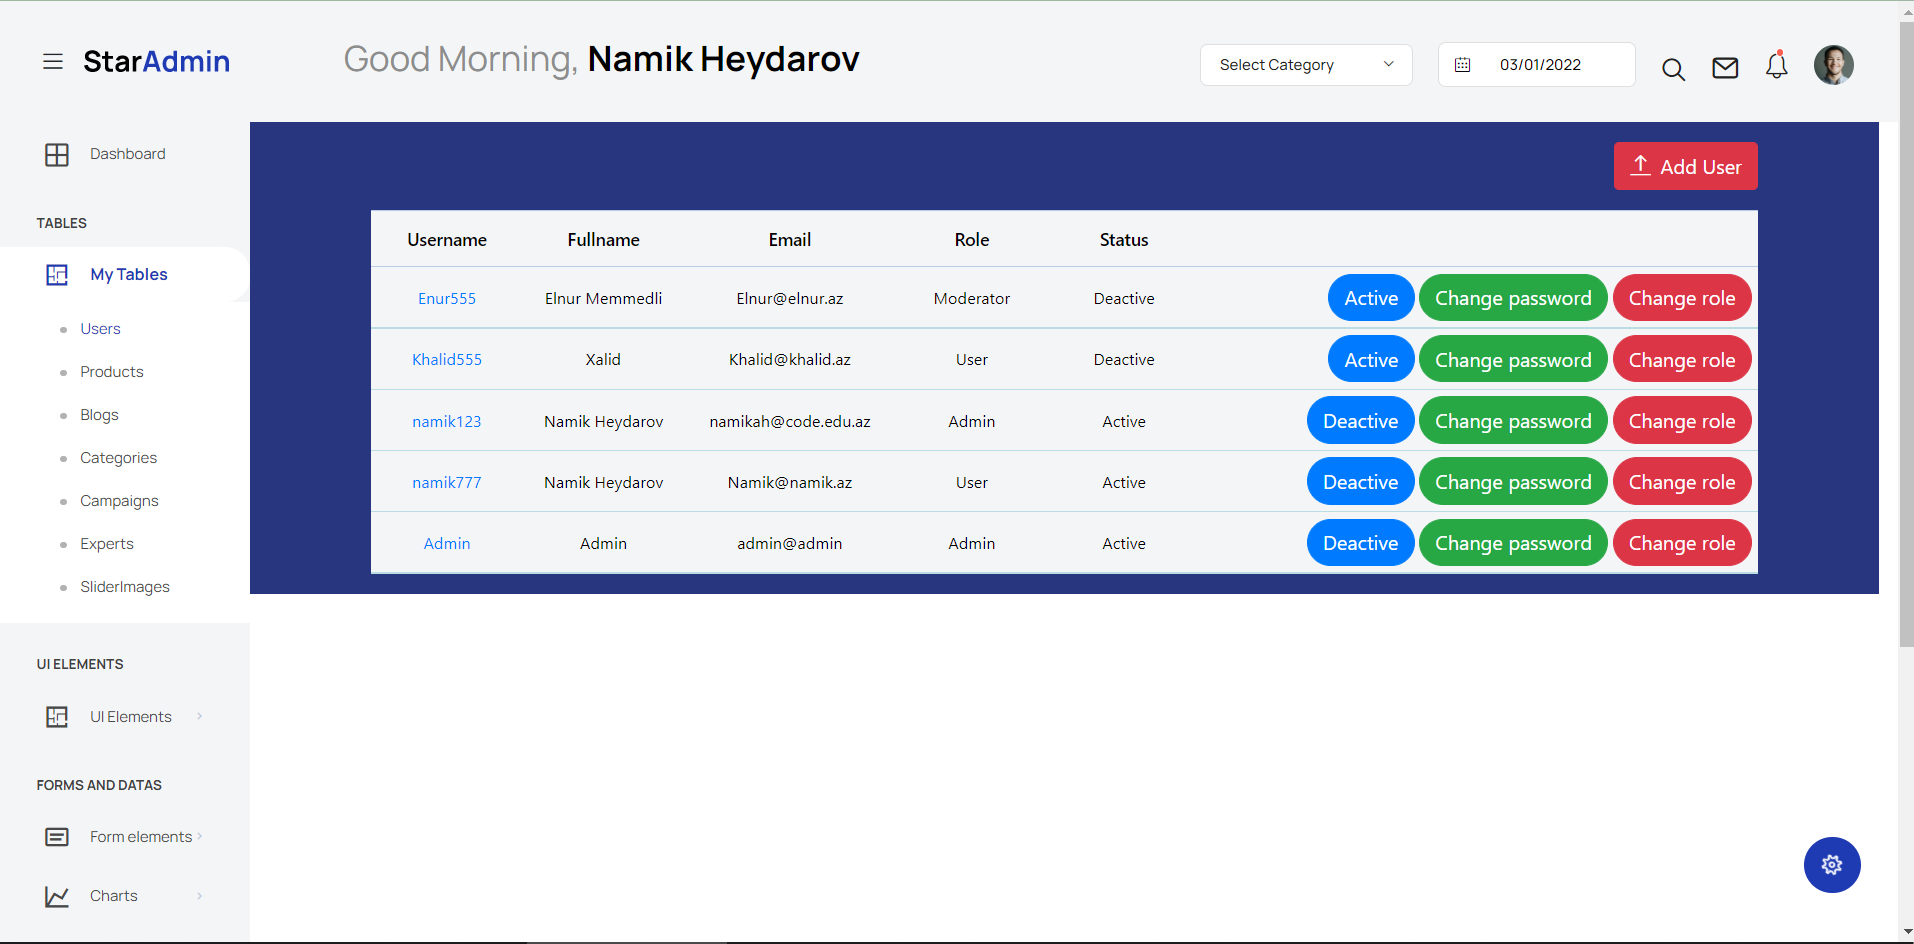 StarAdmin
Good Morning, Namik Heydarov
Select Category
03/01/2022
Dashboard
TABLES
My Tables
Users
Products
Blogs
Categories
Campaigns
Experts
SliderImages
UI ELEMENTS
UI Elements
FORMS AND DATAS
Form elements
Charts
Add User
Username Fullname Email Role Status
Enur555 Elnur Memmedli Elnur@elnur.az Moderator Deactive Active Change password Change role
Khalid555 Xalid Khalid@khalid.az User Deactive Active Change password Change role
namik123 Namik Heydarov namikah@code.edu.az Admin Active Deactive Change password Change role
namik777 Namik Heydarov Namik@namik.az User Active Deactive Change password Change role
Admin Admin admin@admin Admin Active Deactive Change password Change role